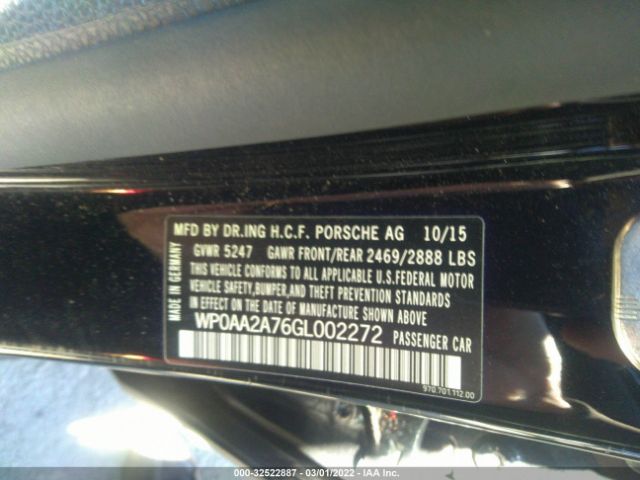 MFD BY DR.ING H.C.F. PORSCHE AG 10/15
GVWR 5247 GAWR FRONT/REAR 2469/2888 LBS
THIS VEHICLE CONFORMS TO ALL APPLICABLE U.S.FEDERAL MOTOR
VEHICLE SAFETY,BUMPER,AND THEFT PREVENTION STANDARDS
IN EFFECT ON THE DATE OF MANUFACTURE SHOWN ABOVE
WP0AA2A76GL002272 PASSENGER CAR
MADE IN GERMANY
970.701.112.00
000-32522887 - 03/01/2022 - IAA Inc.